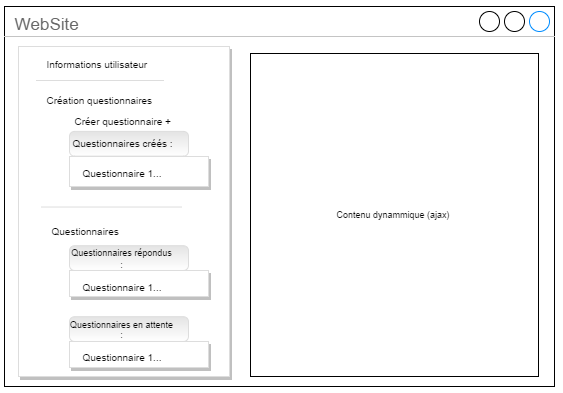 WebSite
Informations utilisateur
Création questionnaires
Créer questionnaire +
Questionnaires créés :
Questionnaire 1...
Questionnaires
Questionnaires répondus
:
Questionnaire 1...
Questionnaires en attente
:
Questionnaire 1...
Contenu dynammique (ajax)